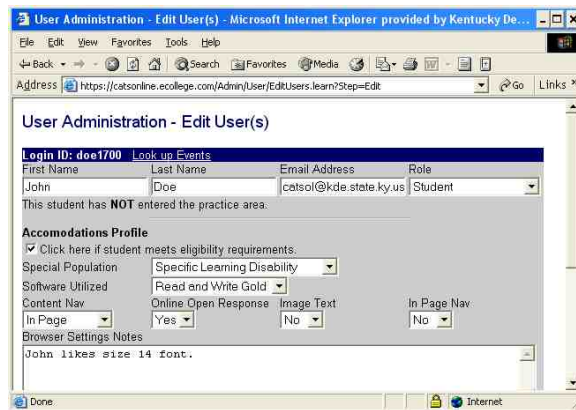 User Administration - Edit User(s) - Microsoft Internet Explorer provided by Kentucky De...
File Edit View Favorites Tools Help
Back Search Favorites Media
Address https://catsonline.ecollege.com/Admin/User/EditUsers.learn?Step=Edit Go Links »
User Administration - Edit User(s)
Login ID: doe1700 Look up Events
First Name Last Name Email Address Role
John Doe catsol@kde.state.ky.us Student
This student has NOT entered the practice area.
Accomodations Profile
Click here if student meets eligibility requirements.
Special Population Specific Learning Disability
Software Utilized Read and Write Gold
Content Nav Online Open Response Image Text In Page Nav
In Page Yes No No
Browser Settings Notes
John likes size 14 font.
Done Internet